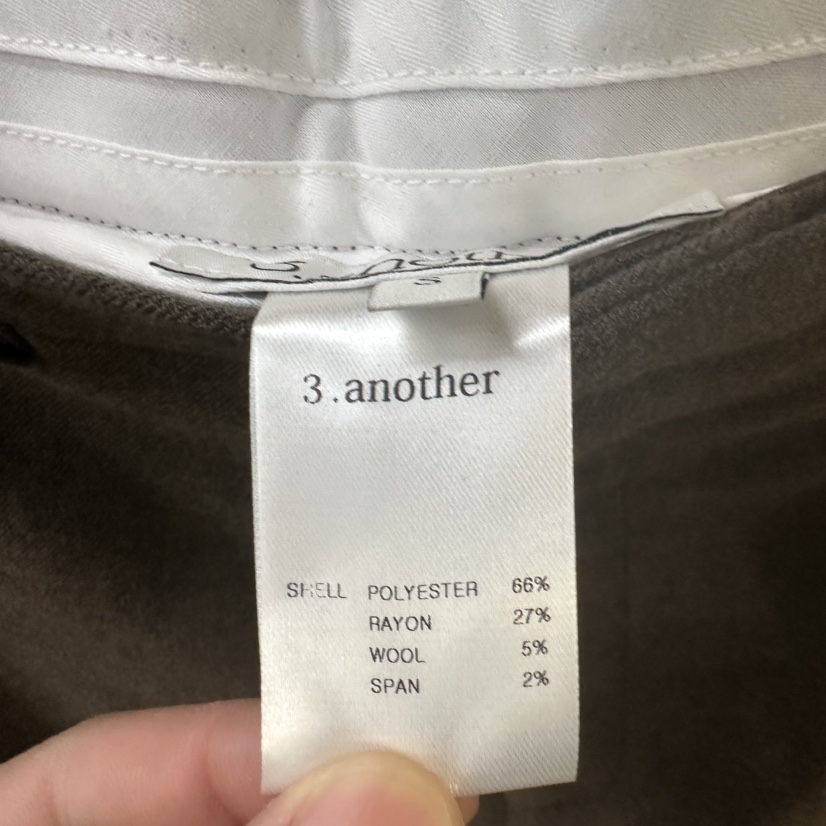 S
3.another
SHELL POLYESTER 66%
RAYON 27%
WOOL 5%
SPAN 2%